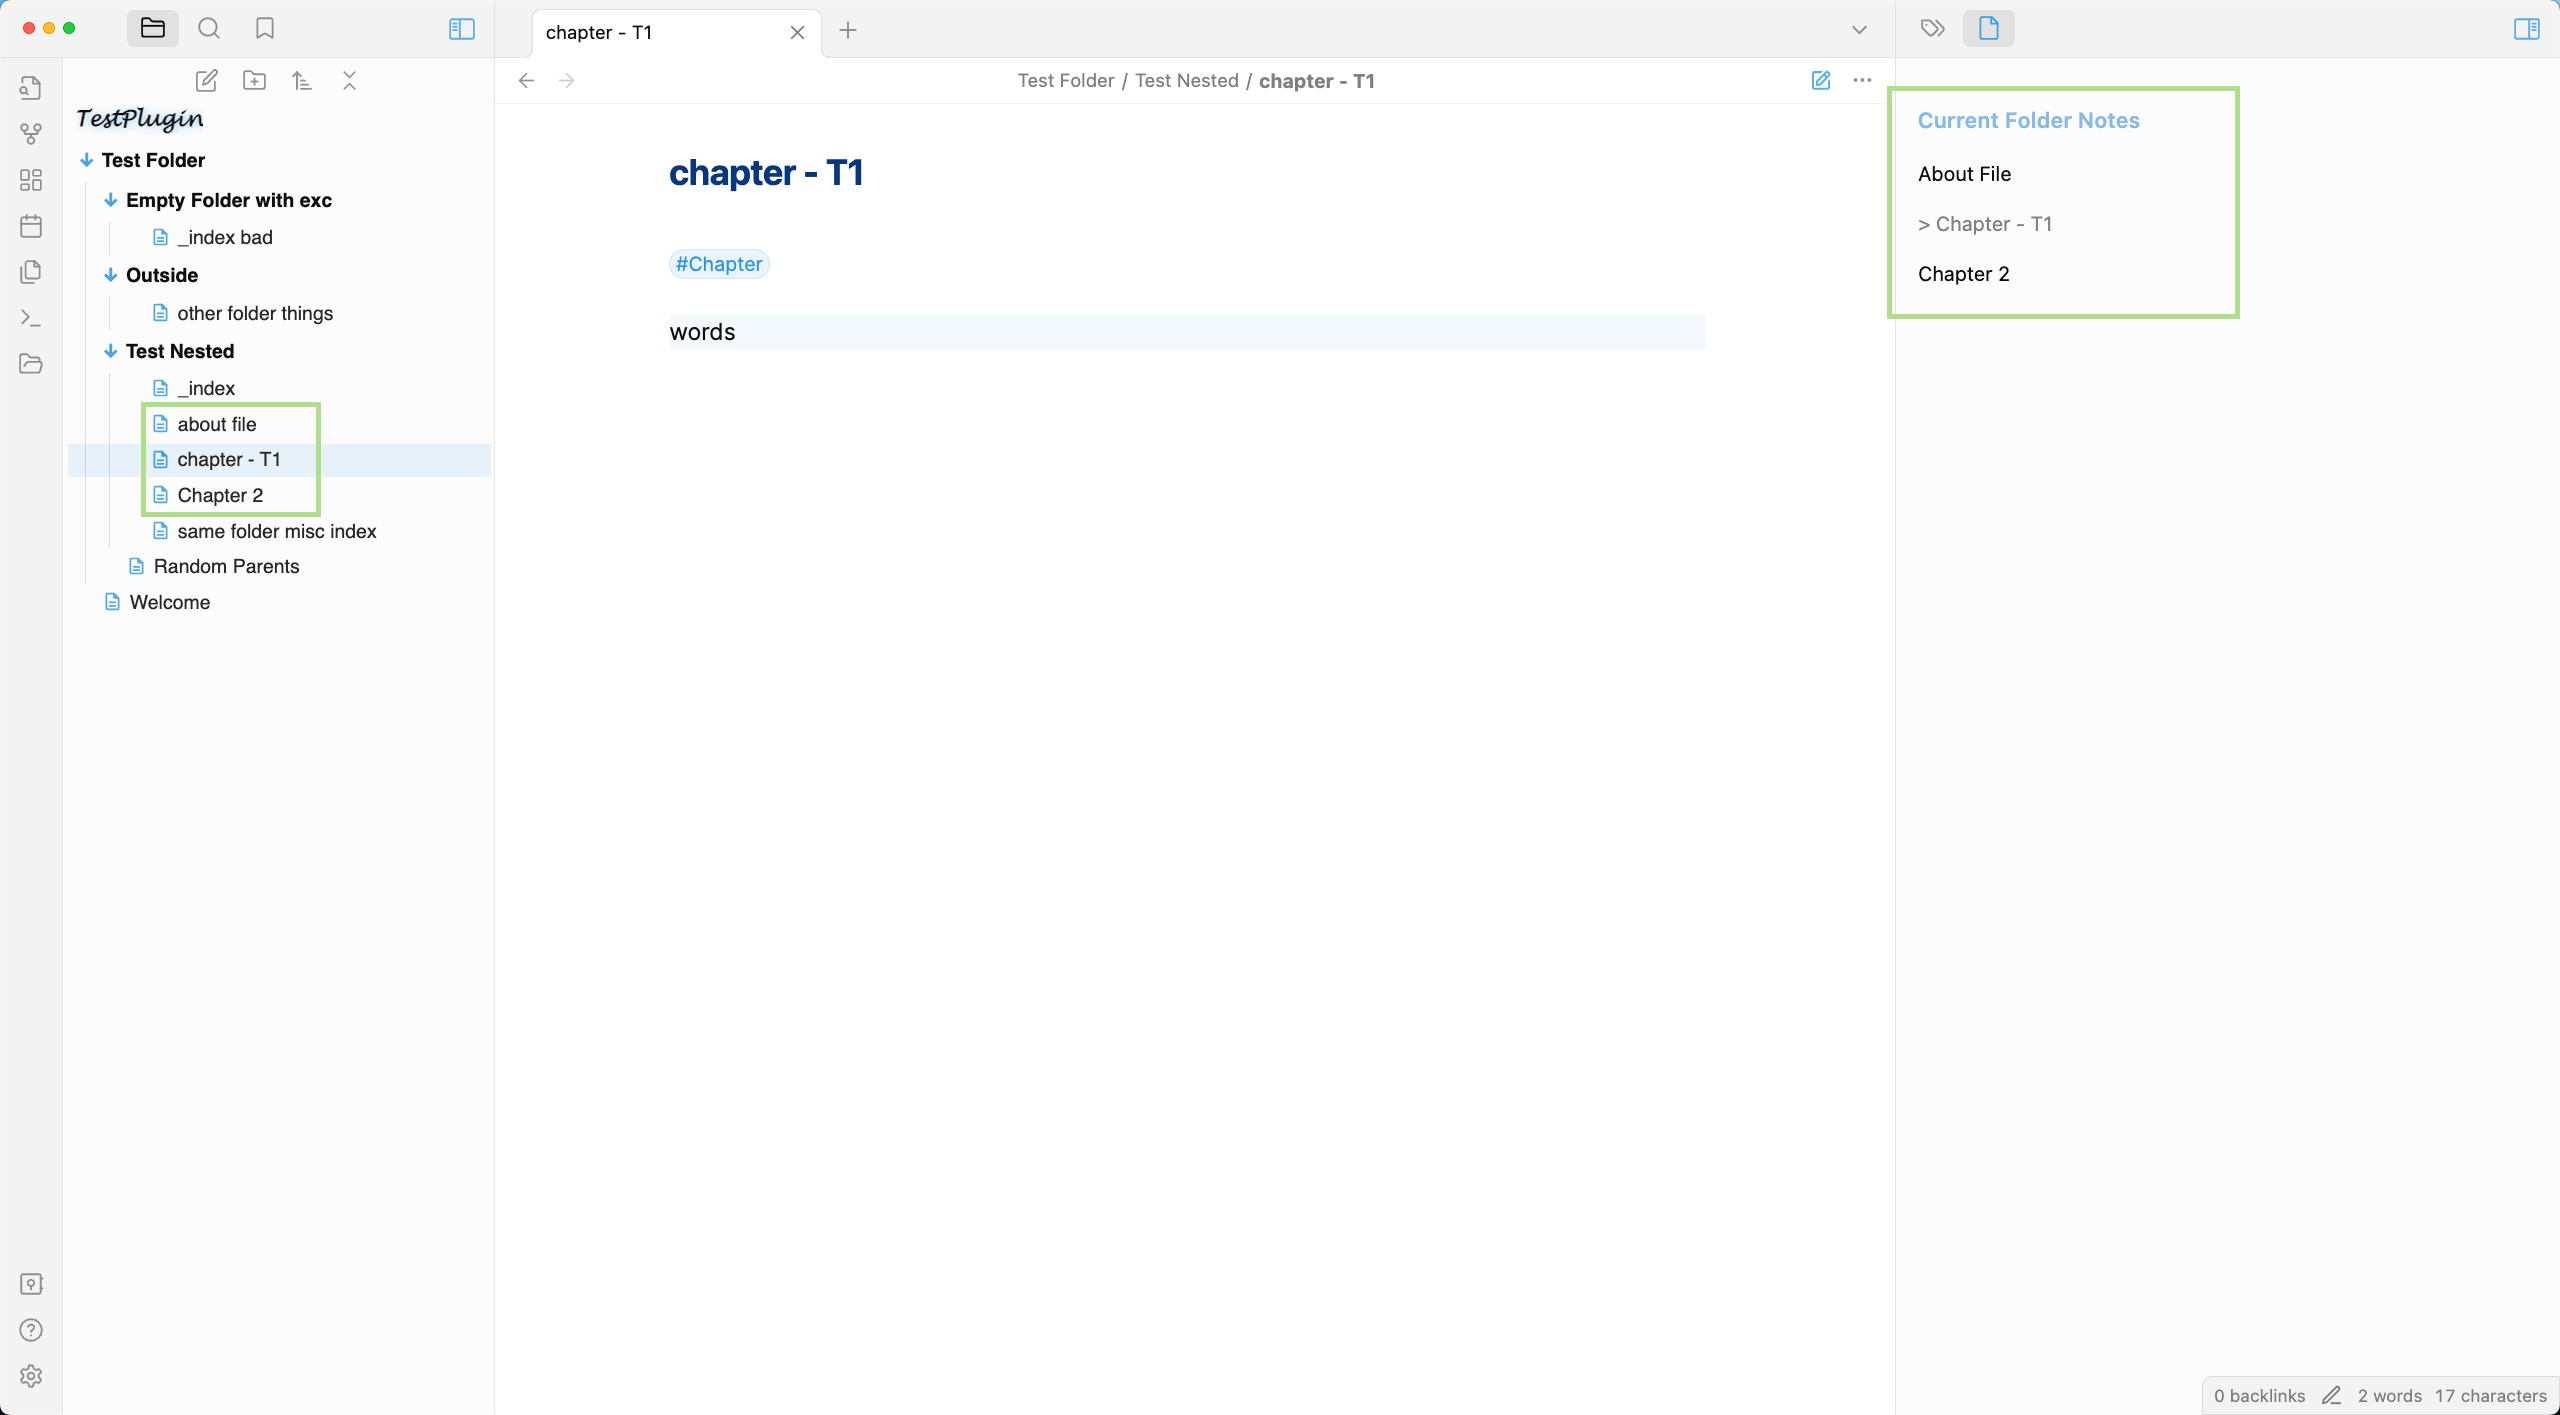 chapter - T1
TestPlugin
Test Folder
Empty Folder with exc
_index bad
Outside
other folder things
Test Nested
_index
about file
chapter - T1
Chapter 2
same folder misc index
Random Parents
Welcome
Test Folder / Test Nested / chapter - T1
chapter - T1
#Chapter
words
Current Folder Notes
About File
> Chapter - T1
Chapter 2
0 backlinks 2 words 17 characters